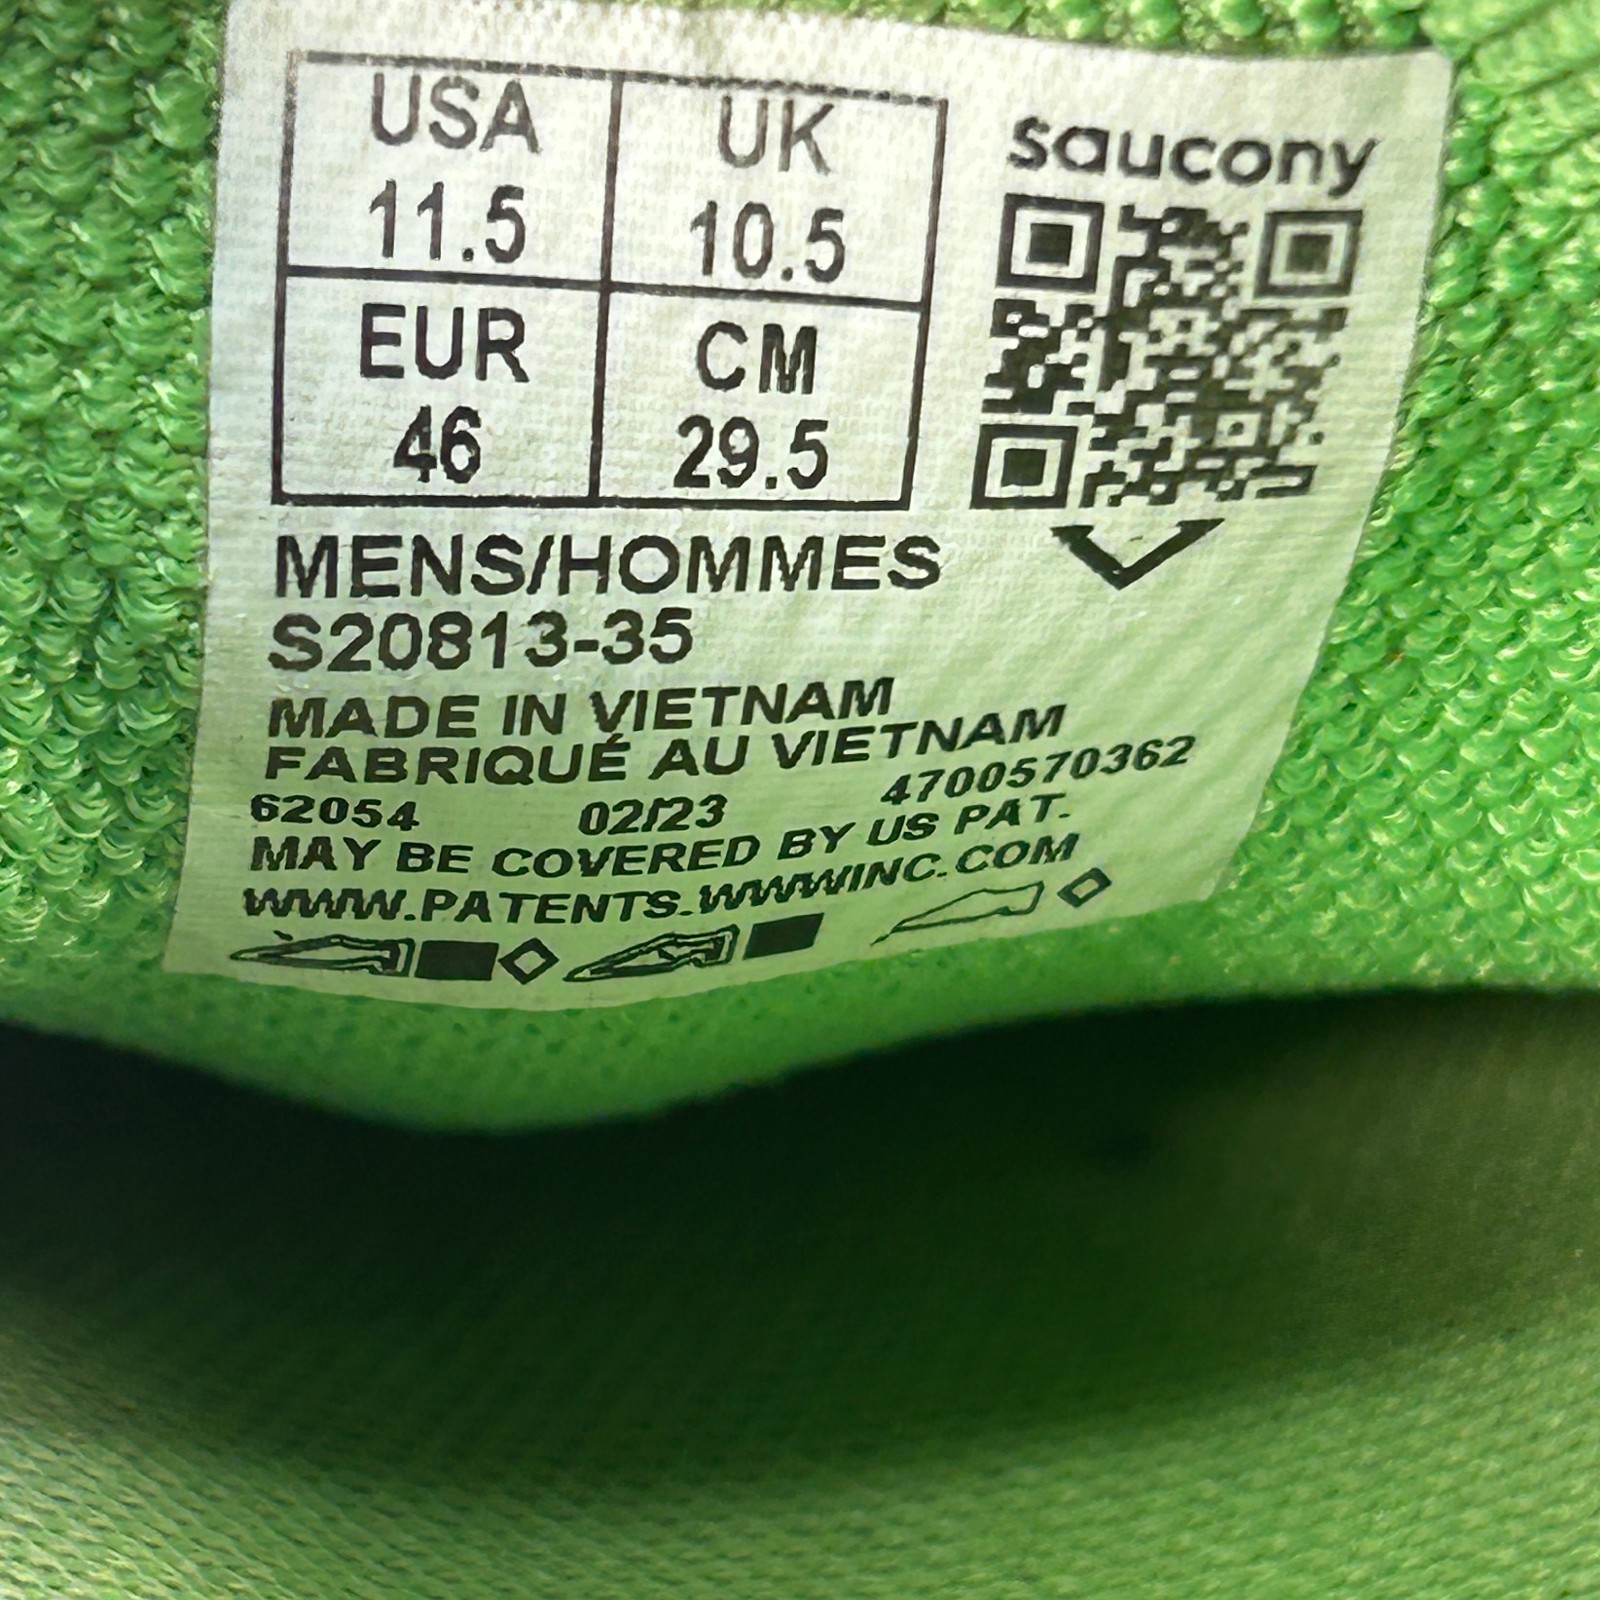 USA UK
11.5 10.5
EUR CM
46 29.5
saucony
MENS/HOMMES
S20813-35
MADE IN VIETNAM
FABRIQUÉ AU VIETNAM
62054 02/23 4700570362
MAY BE COVERED BY US PAT.
WWW.PATENTS.WWWINC.COM